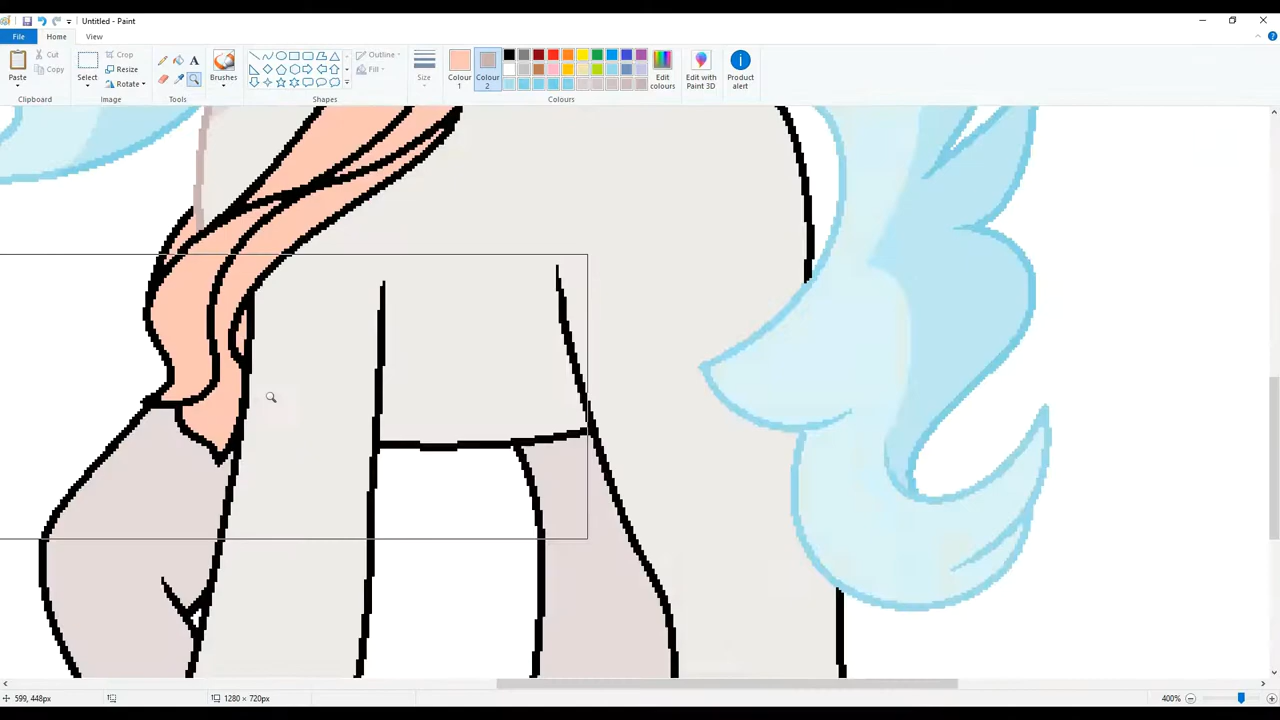 Untitled - Paint
File Home View
Paste Cut Copy Clipboard
Select Crop Resize Rotate Image
A Tools
Brushes
Outline Fill Shapes
Size
Colour 1 Colour 2 Edit colours Colours
Edit with Paint 3D Product alert
599, 448px 1280 × 720px 400%